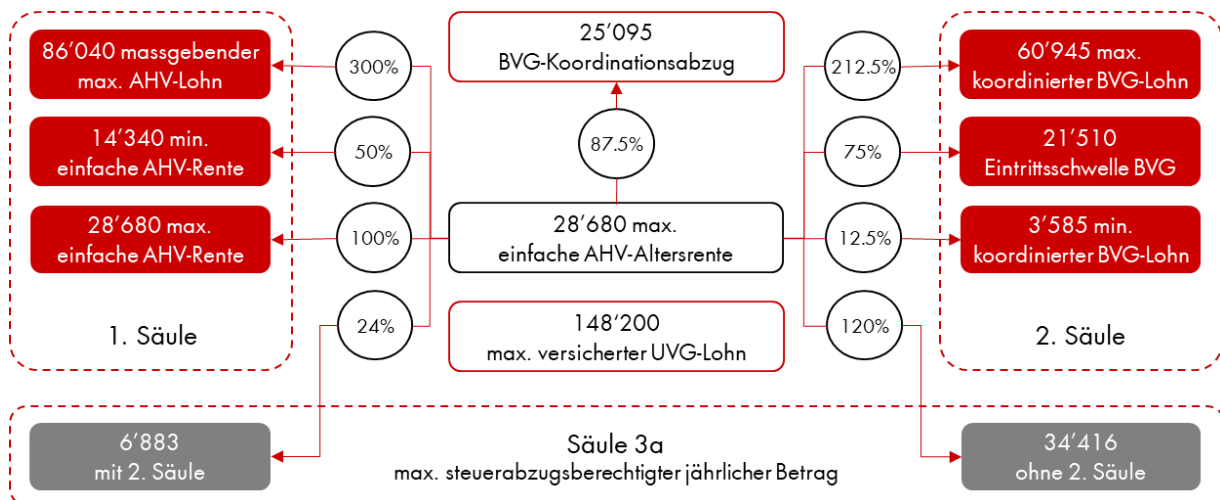 86’040 massgebender
max. AHV-Lohn
300%
25’095
BVG-Koordinationsabzug
212.5%
60’945 max.
koordinierter BVG-Lohn
14’340 min.
einfache AHV-Rente
50%
87.5%
75%
21’510
Eintrittsschwelle BVG
28’680 max.
einfache AHV-Rente
100%
28’680 max.
einfache AHV-Altersrente
12.5%
3’585 min.
koordinierter BVG-Lohn
1. Säule
24%
148’200
max. versicherter UVG-Lohn
120%
2. Säule
6’883
mit 2. Säule
Säule 3a
max. steuerabzugsberechtigter jährlicher Betrag
34’416
ohne 2. Säule